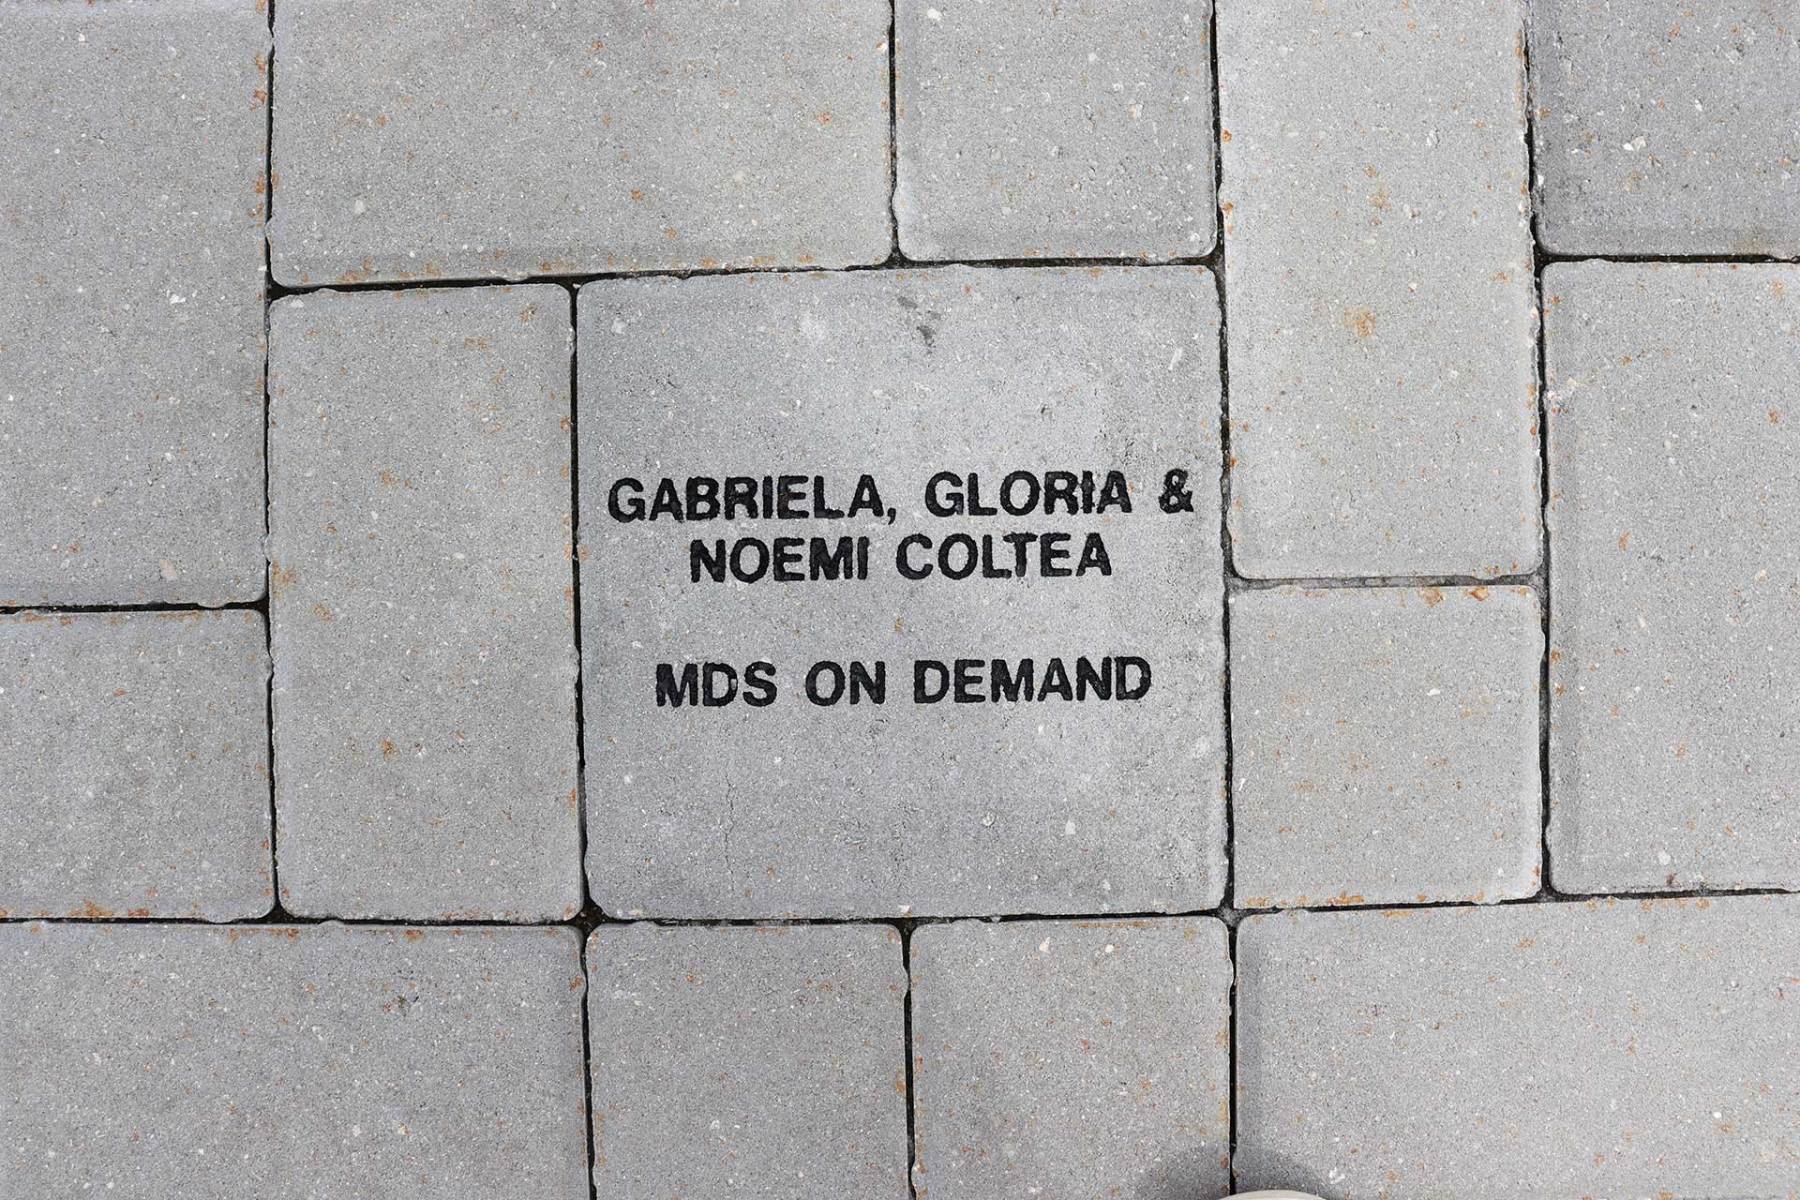 GABRIELA, GLORIA &
NOEMI COLTEA
MDS ON DEMAND